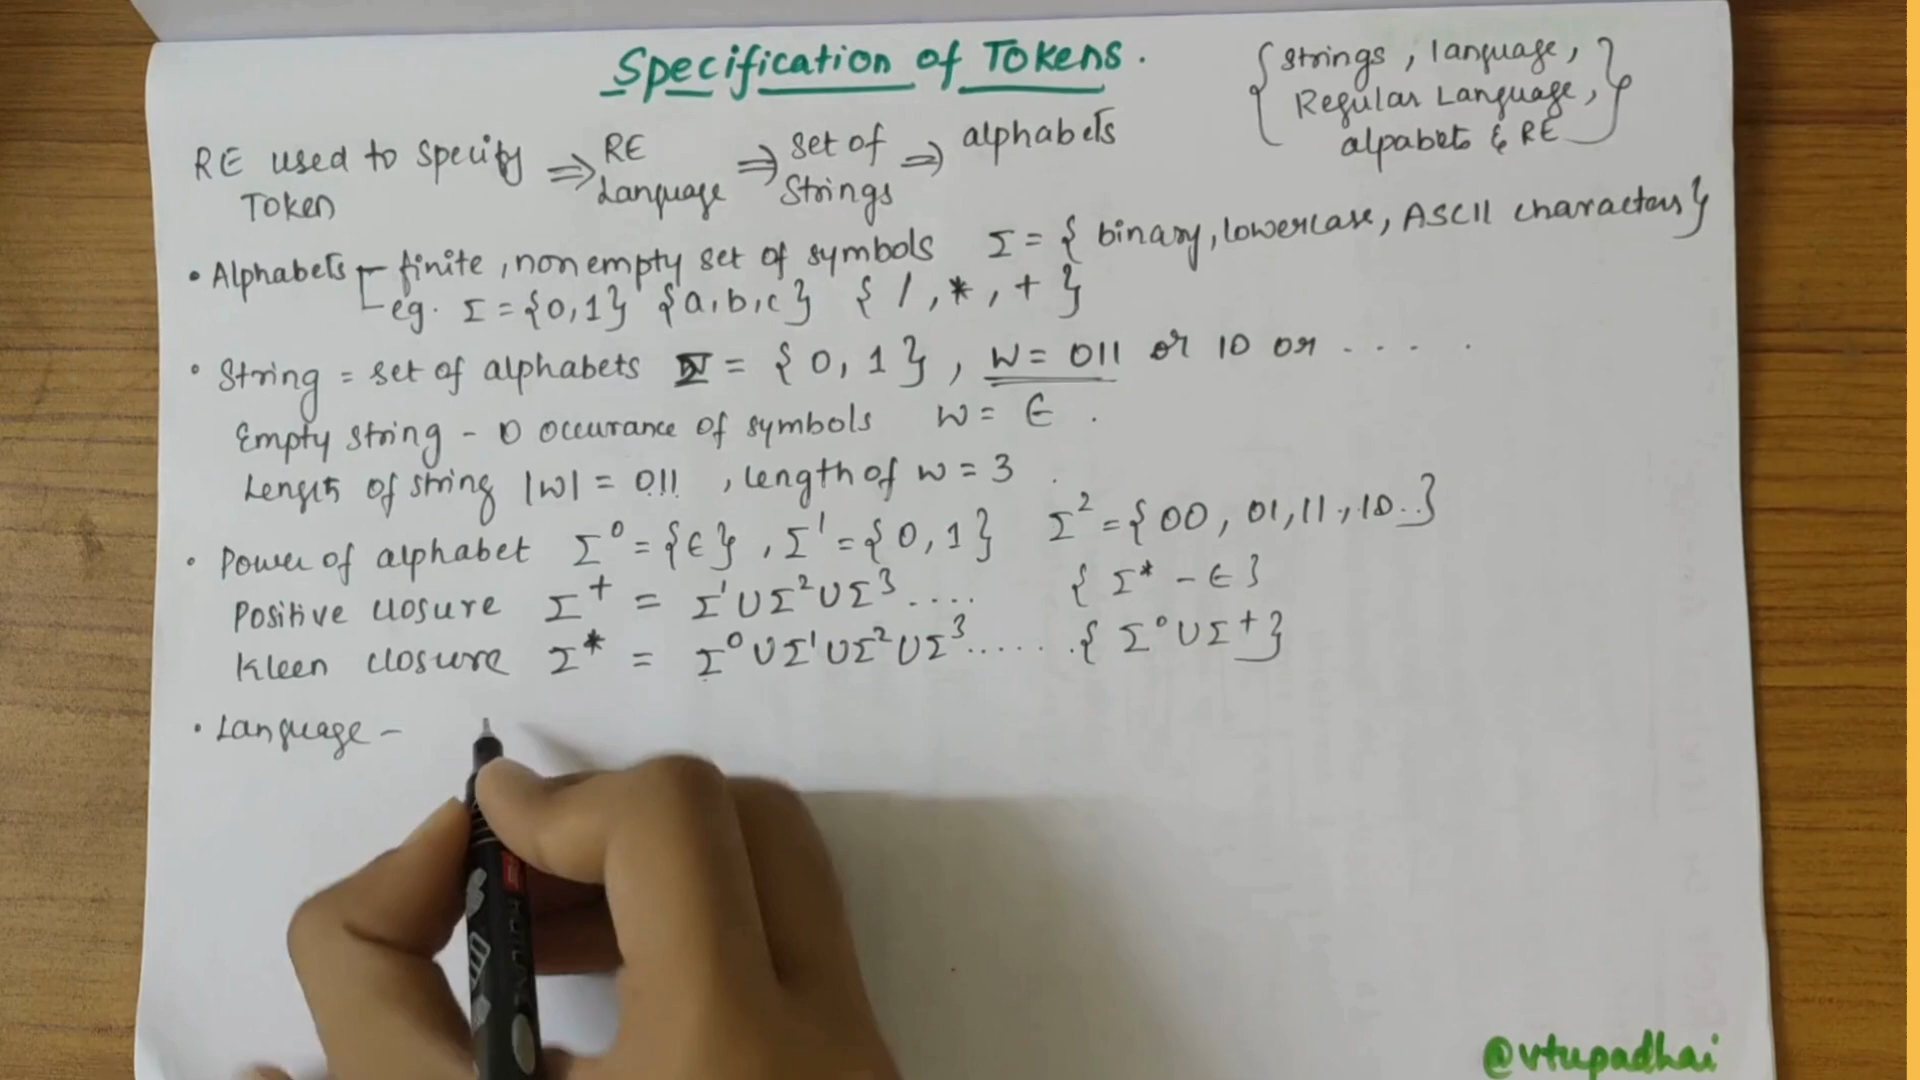 Specification of Tokens.
{ strings, language,
Regular Language,
alpabets & RE }
RE used to specify TOKEN ⇒ RE Language ⇒ set of Strings ⇒ alphabets
• Alphabets - finite, non empty set of symbols Σ = { binary, lowercase, ASCII characters }
eg. Σ = {0,1} {a,b,c} { /, *, + }
• String = set of alphabets Σ = { 0, 1 }, W = 011 or 10 or . . . . .
Empty string - 0 occurance of symbols w = ∈ .
Length of string |w| = 011 , length of w = 3 .
• Power of alphabet Σ⁰ = {∈}, Σ¹ = {0, 1} Σ² = {00, 01, 11, 10..}
Positive closure Σ⁺ = Σ¹ ∪ Σ² ∪ Σ³ .... { Σ* - ∈ }
Kleen closure Σ* = Σ⁰ ∪ Σ¹ ∪ Σ² ∪ Σ³ ...... { Σ⁰ ∪ Σ⁺ }
• Language -
@vtupadhai